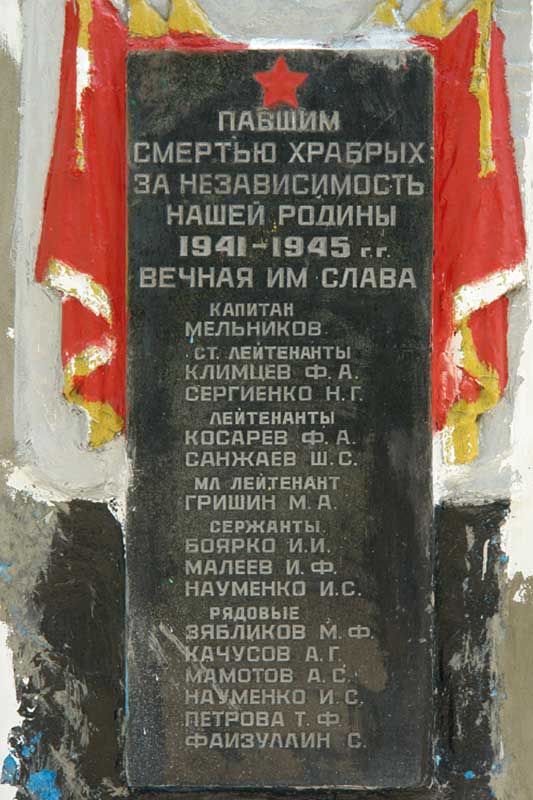 ПАВШИМ
СМЕРТЬЮ ХРАБРЫХ
ЗА НЕЗАВИСИМОСТЬ
НАШЕЙ РОДИНЫ
1941-1945 г.г.
ВЕЧНАЯ ИМ СЛАВА
КАПИТАН
МЕЛЬНИКОВ.
СТ. ЛЕЙТЕНАНТЫ
КЛИМЦЕВ Ф. А.
СЕРГИЕНКО Н. Г.
ЛЕЙТЕНАНТЫ
КОСАРЕВ Ф. А.
САНЖАЕВ Ш. С.
МЛ ЛЕЙТЕНАНТ
ГРИШИН М. А.
СЕРЖАНТЫ
БОЯРКО И. И.
МАЛЕЕВ И. Ф.
НАУМЕНКО И. С.
РЯДОВЫЕ
ЗЯБЛИКОВ М. Ф.
КАЧУСОВ А. Г.
МАМОТОВ А. С.
НАУМЕНКО И. С.
ПЕТРОВА Т. Ф.
ФАИЗУЛЛИН С.